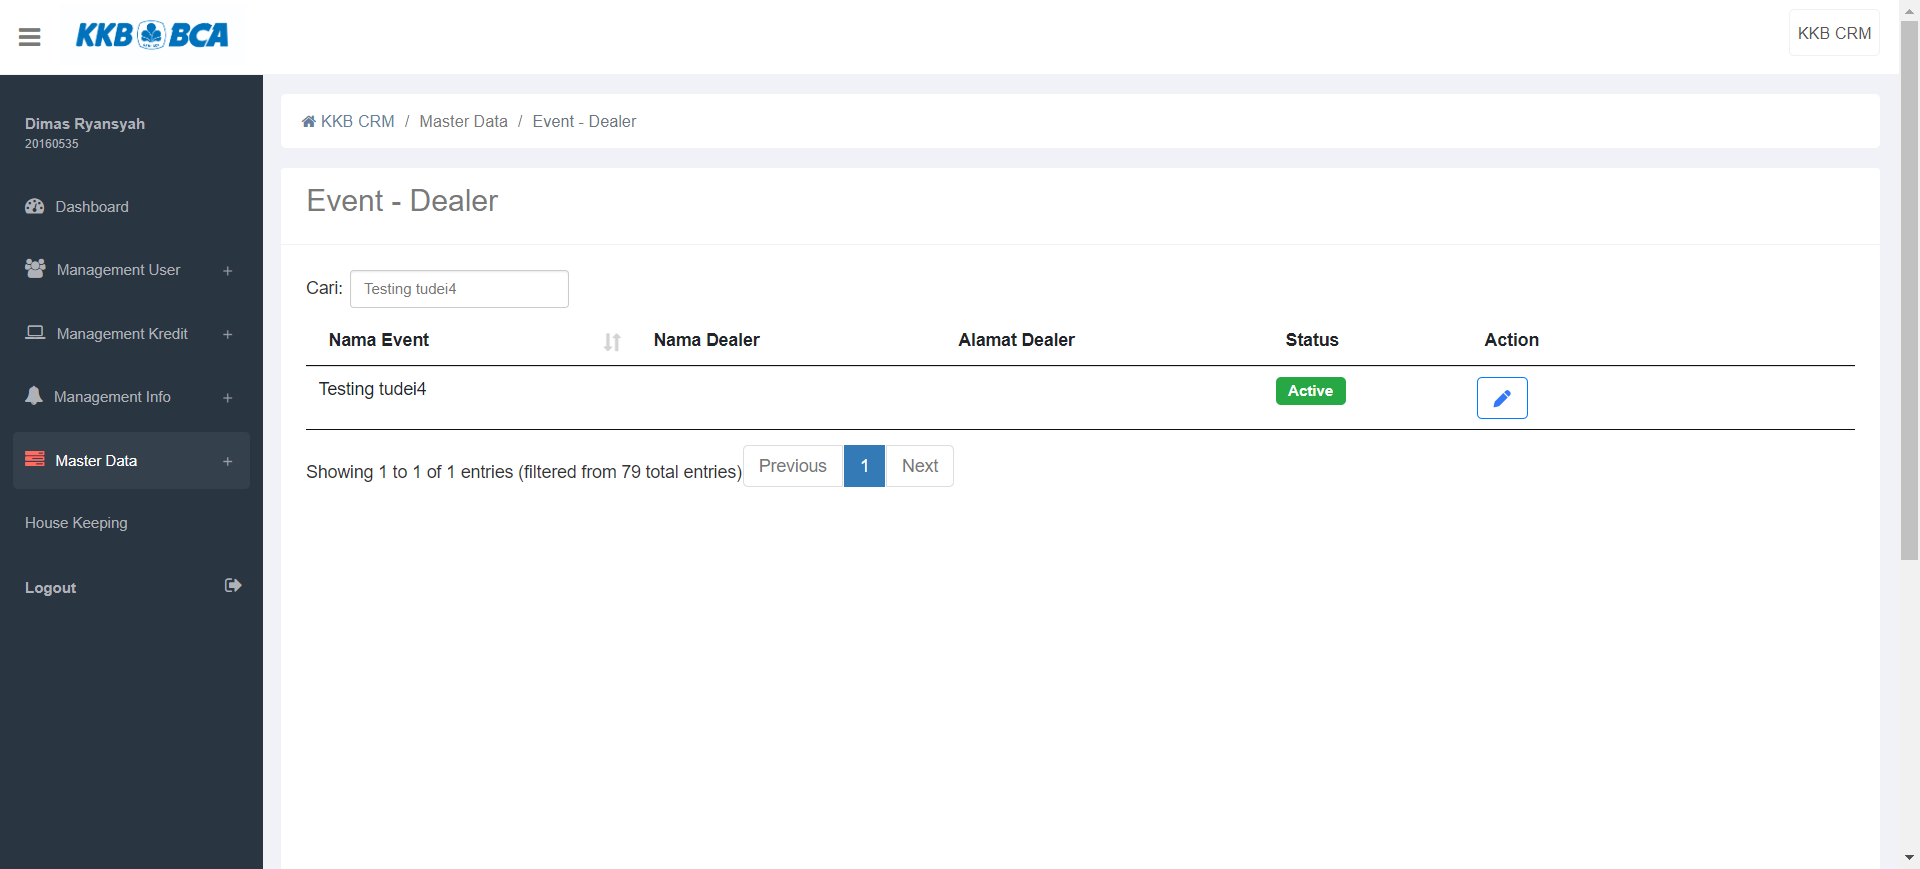 KKB BCA
KKB CRM
Dimas Ryansyah
20160535
Dashboard
Management User +
Management Kredit +
Management Info +
Master Data +
House Keeping
Logout
KKB CRM / Master Data / Event - Dealer
Event - Dealer
Cari: Testing tudei4
Nama Event Nama Dealer Alamat Dealer Status Action
Testing tudei4 Active
Showing 1 to 1 of 1 entries (filtered from 79 total entries) Previous 1 Next